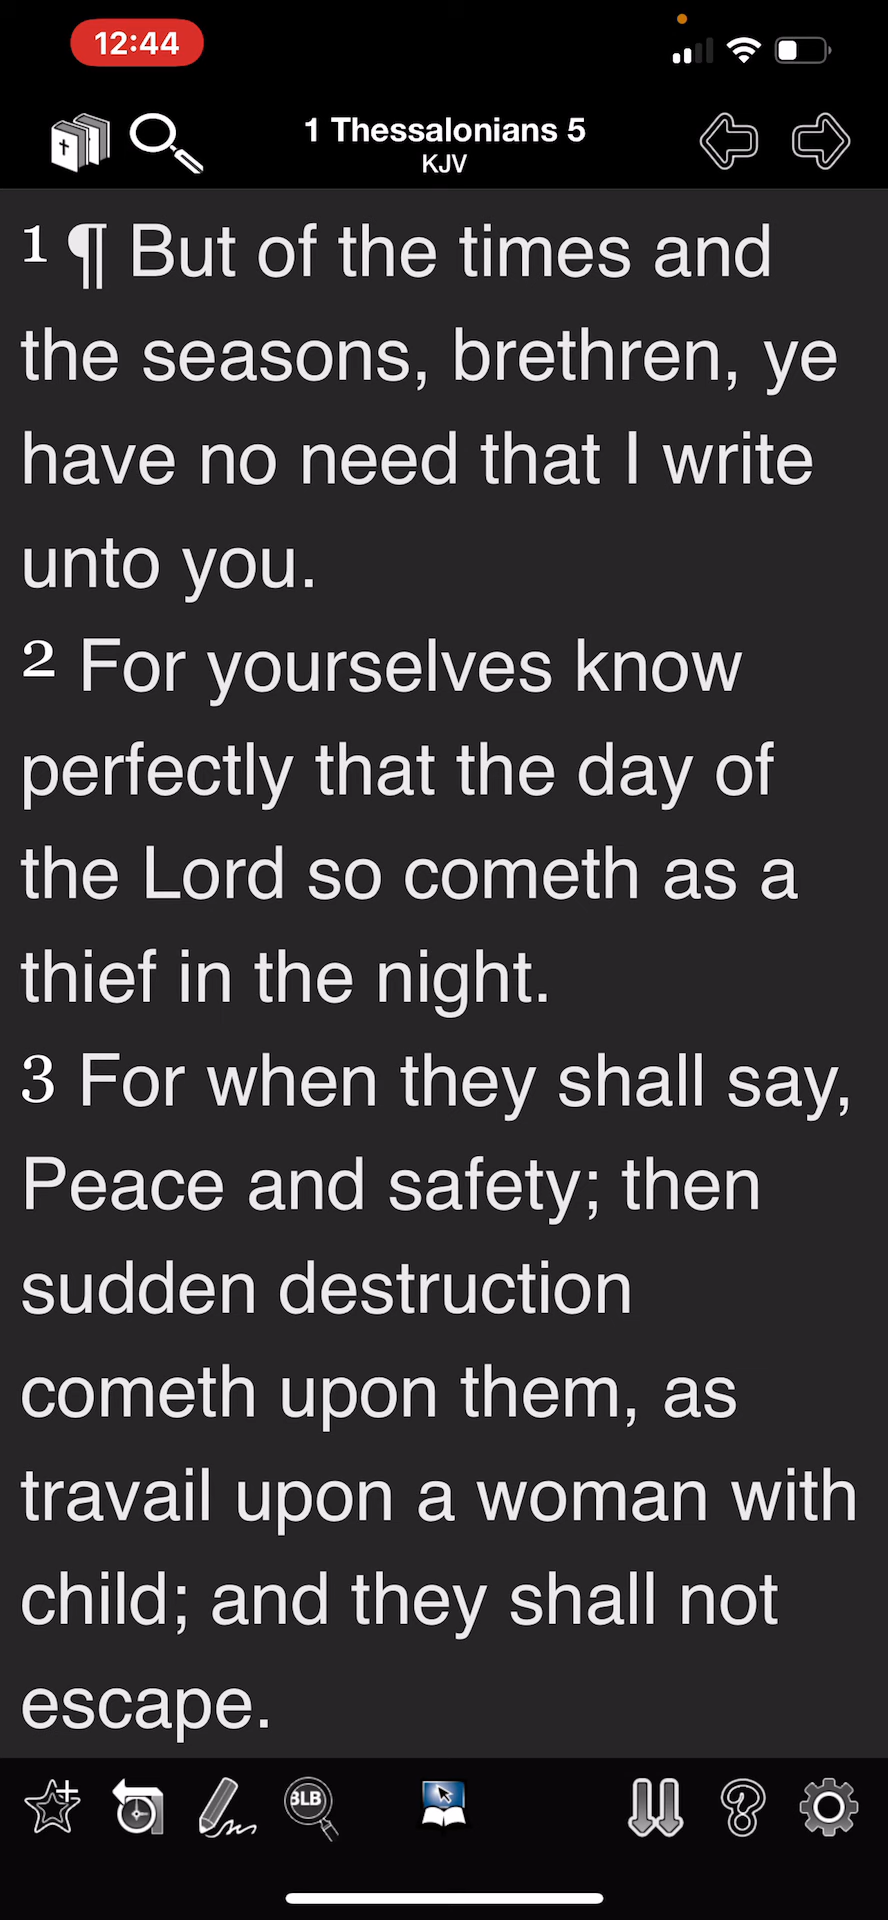 12:44
1 Thessalonians 5
KJV
1 ¶ But of the times and
the seasons, brethren, ye
have no need that I write
unto you.
2 For yourselves know
perfectly that the day of
the Lord so cometh as a
thief in the night.
3 For when they shall say,
Peace and safety; then
sudden destruction
cometh upon them, as
travail upon a woman with
child; and they shall not
escape.
BLB